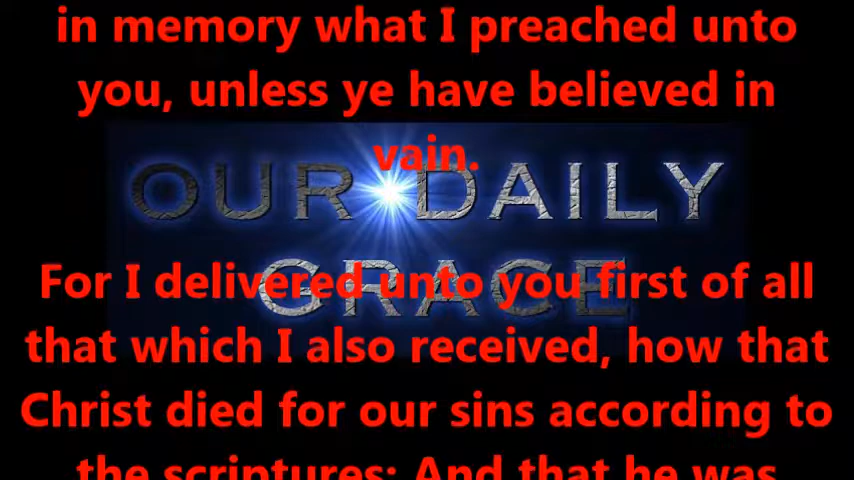 in memory what I preached unto
you, unless ye have believed in
vain.
OUR DAILY
GRACE
For I delivered unto you first of all
that which I also received, how that
Christ died for our sins according to
the scriptures: And that he was